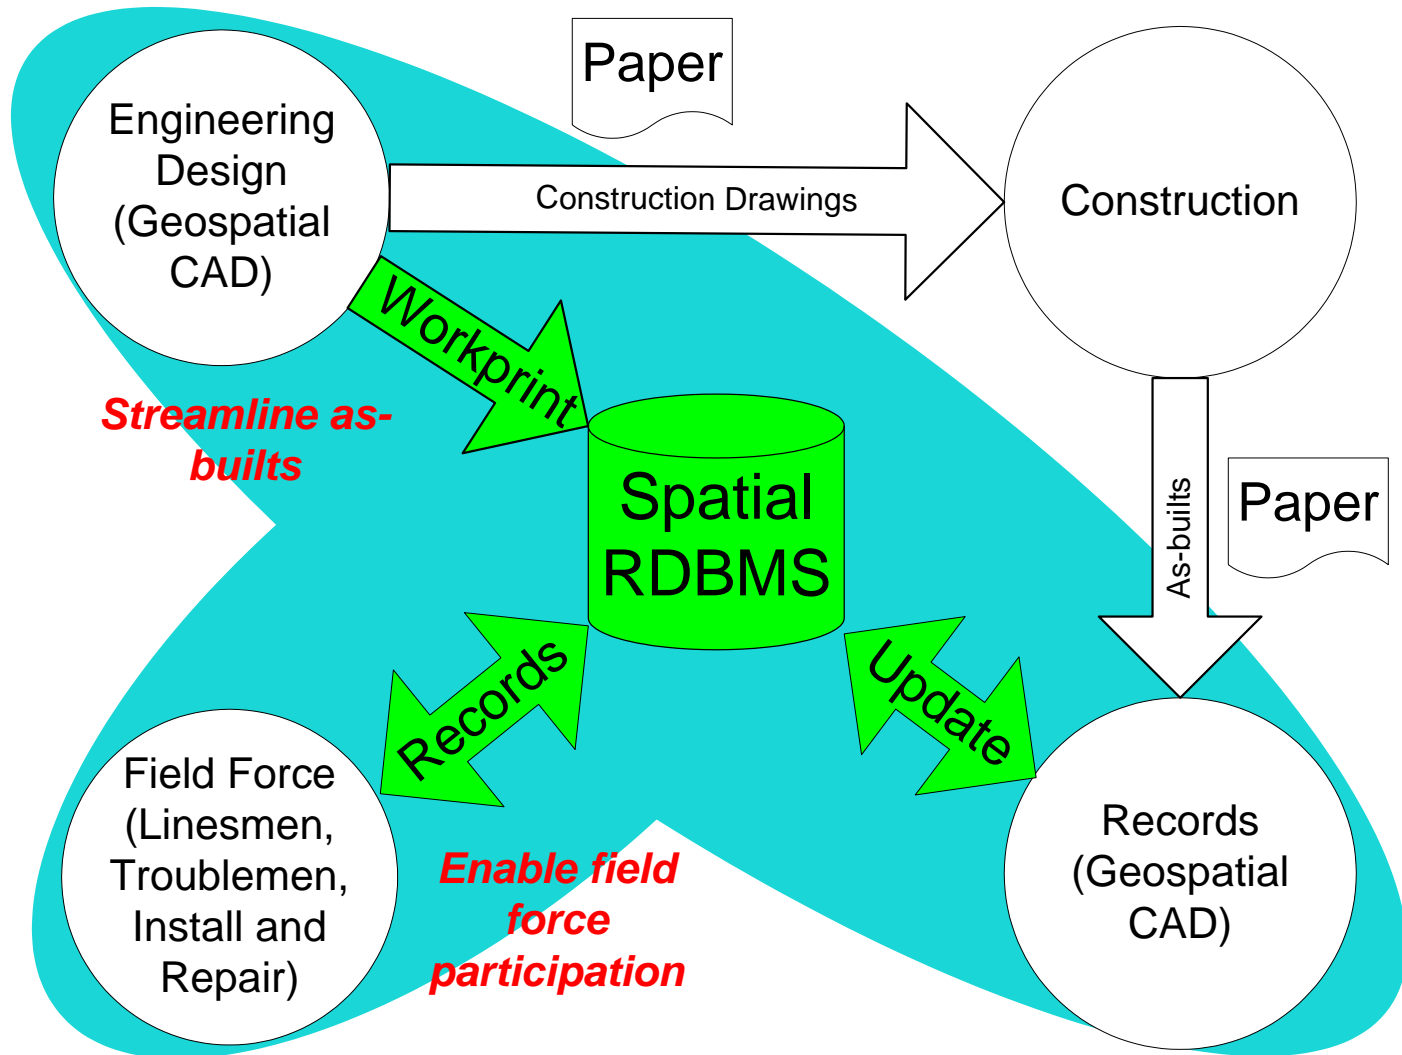 Paper
Engineering
Design
(Geospatial
CAD)
Construction Drawings
Construction
Workprint
Streamline as-
builts
Spatial
RDBMS
As-builts
Paper
Records
Update
Field Force
(Linesmen,
Troublemen,
Install and
Repair)
Enable field
force
participation
Records
(Geospatial
CAD)